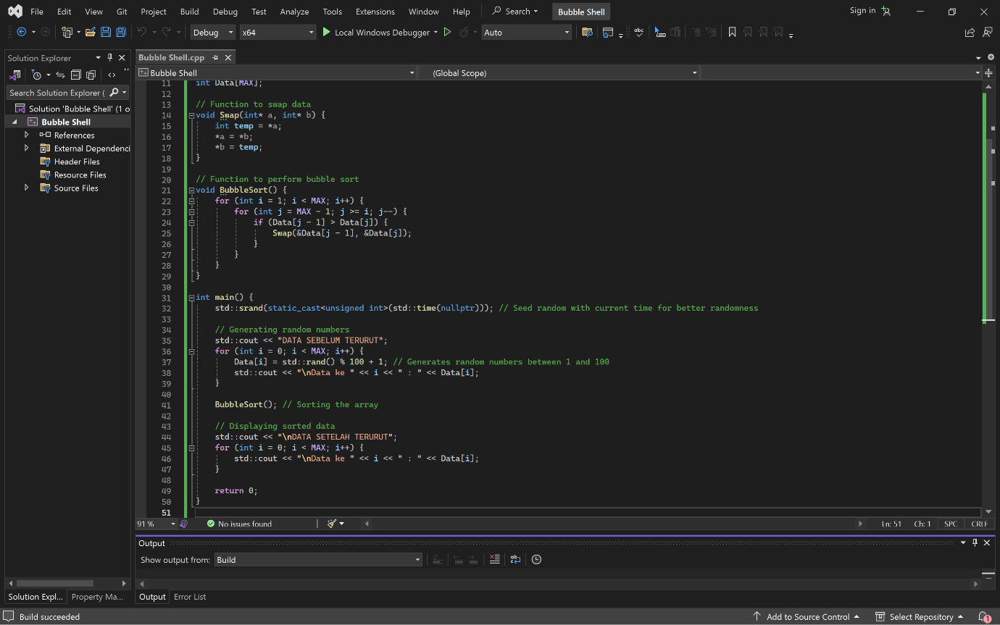 File Edit View Git Project Build Debug Test Analyze Tools Extensions Window Help Search Bubble Shell Sign in
Debug x64 Local Windows Debugger Auto
Solution Explorer
Search Solution Explorer (
Solution 'Bubble Shell' (1 o
Bubble Shell
References
External Dependenci
Header Files
Resource Files
Source Files
Solution Expl... Property Ma...
Bubble Shell.cpp
Bubble Shell (Global Scope)
11 int Data[MAX];
12
13 // Function to swap data
14 void Swap(int* a, int* b) {
15 int temp = *a;
16 *a = *b;
17 *b = temp;
18 }
19
20 // Function to perform bubble sort
21 void BubbleSort() {
22 for (int i = 1; i < MAX; i++) {
23 for (int j = MAX - 1; j >= i; j--) {
24 if (Data[j - 1] > Data[j]) {
25 Swap(&Data[j - 1], &Data[j]);
26 }
27 }
28 }
29 }
30
31 int main() {
32 std::srand(static_cast<unsigned int>(std::time(nullptr))); // Seed random with current time for better randomness
33
34 // Generating random numbers
35 std::cout << "DATA SEBELUM TERURUT";
36 for (int i = 0; i < MAX; i++) {
37 Data[i] = std::rand() % 100 + 1; // Generates random numbers between 1 and 100
38 std::cout << "\nData ke " << i << " : " << Data[i];
39 }
40
41 BubbleSort(); // Sorting the array
42
43 // Displaying sorted data
44 std::cout << "\nDATA SETELAH TERURUT";
45 for (int i = 0; i < MAX; i++) {
46 std::cout << "\nData ke " << i << " : " << Data[i];
47 }
48
49 return 0;
50 }
51
91 % No issues found Ln: 51 Ch: 1 SPC CRLF
Output
Show output from: Build
Output Error List
Build succeeded Add to Source Control Select Repository 1